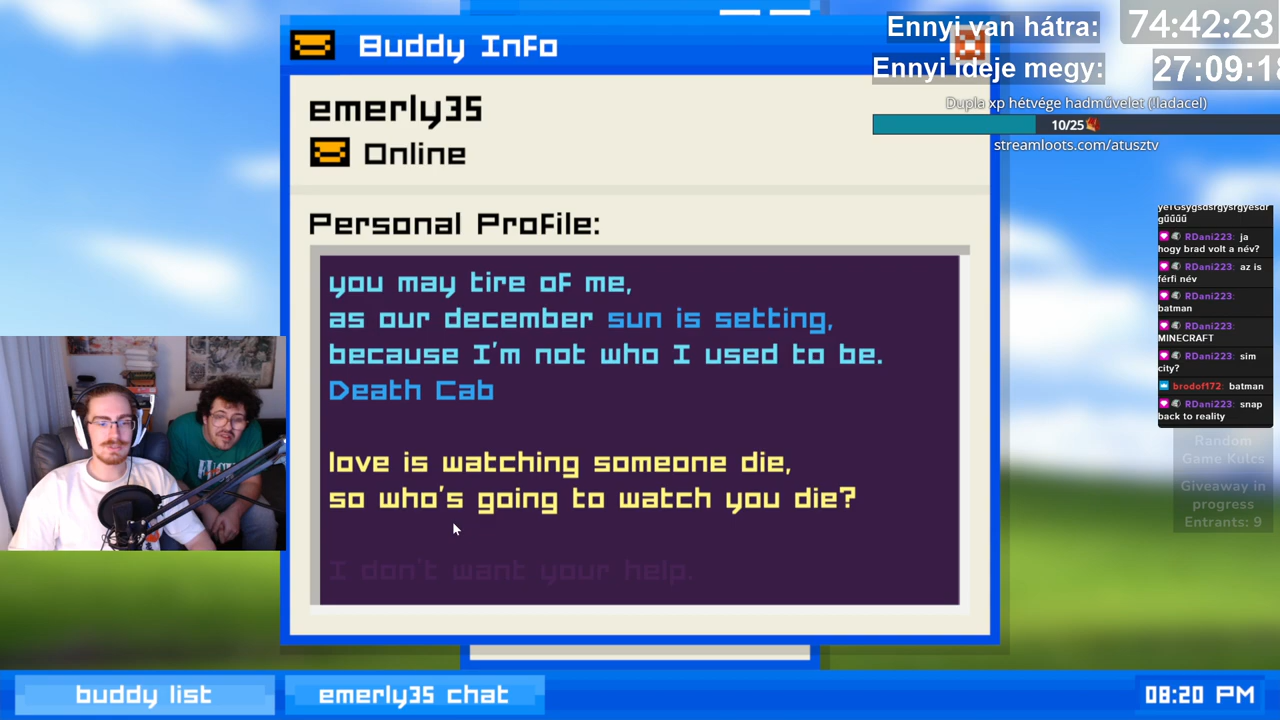 Buddy Info
emerly35
Online
Personal Profile:
you may tire of me,
as our december sun is setting,
because I'm not who I used to be.
Death Cab
love is watching someone die,
so who's going to watch you die?
I don't want your help.
buddy list
emerly35 chat
08:20 PM
Ennyi van hátra: 74:42:23
Ennyi ideje megy: 27:09:18
Dupla xp hétvége hadművelet (!adacel)
10/25
streamloots.com/atusztv
gűűűű
RDani223: ja
hogy brad volt a név?
RDani223: az is
férfi név
RDani223:
batman
RDani223:
MINECRAFT
RDani223: sim
city?
brodof172: batman
RDani223: snap
back to reality
Random
Game Kulcs
Giveaway in
progress
Entrants: 9